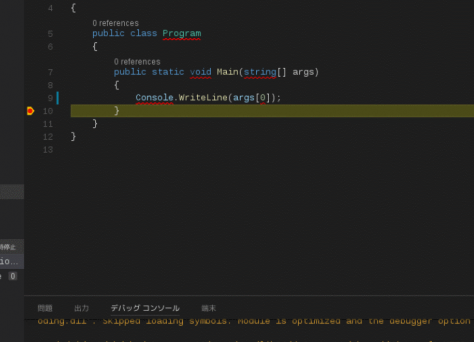 4 {
0 references
5 public class Program
6 {
0 references
7 public static void Main(string[] args)
8 {
9 Console.WriteLine(args[0]);
10 }
11 }
12 }
13
時停止
io...
0
問題 出力 デバッグ コンソール 端末
oding.dll'. Skipped loading symbols. Module is optimized and the debugger option